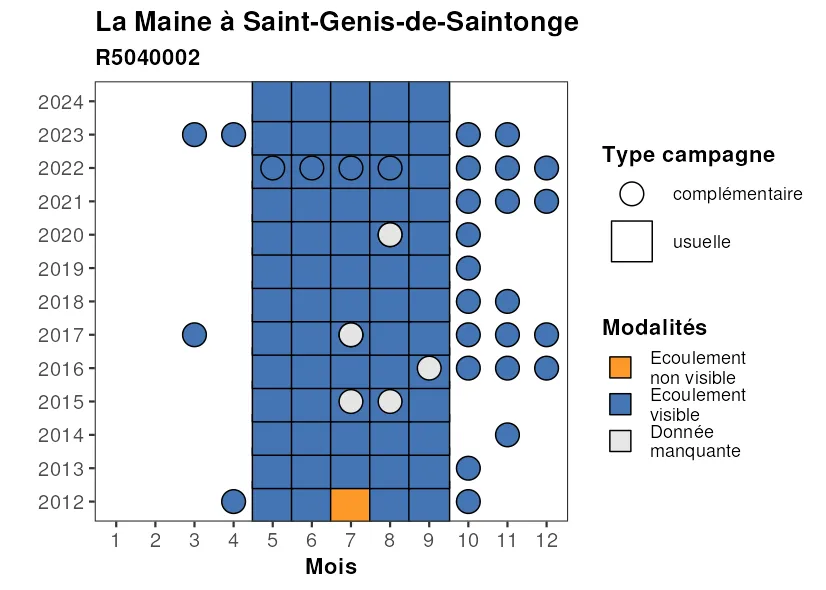 La Maine à Saint-Genis-de-Saintonge
R5040002
2024
2023
2022
2021
2020
2019
2018
2017
2016
2015
2014
2013
2012
1 2 3 4 5 6 7 8 9 10 11 12
Mois
Type campagne
complémentaire
usuelle
Modalités
Ecoulement
non visible
Ecoulement
visible
Donnée
manquante